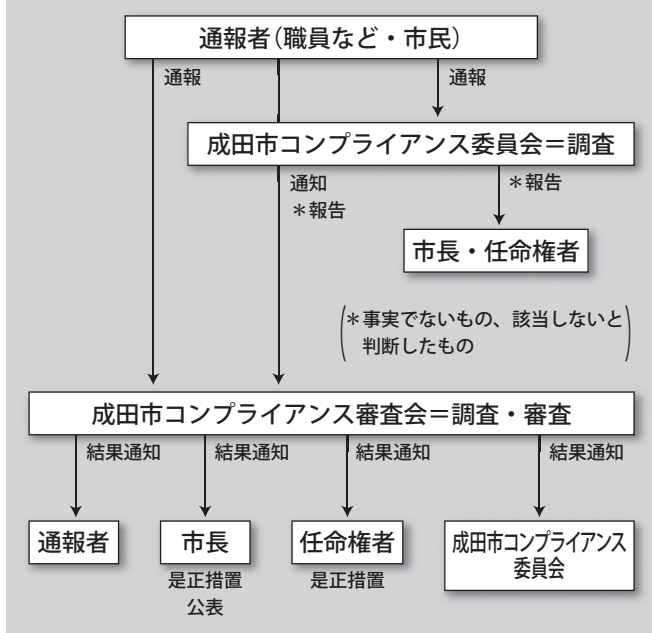 通報者(職員など・市民)
通報
通報
成田市コンプライアンス委員会＝調査
通知
＊報告
＊報告
市長・任命権者
(＊事実でないもの、該当しないと
判断したもの)
成田市コンプライアンス審査会＝調査・審査
結果通知
結果通知
結果通知
結果通知
通報者
市長
任命権者
成田市コンプライアンス
委員会
是正措置
公表
是正措置